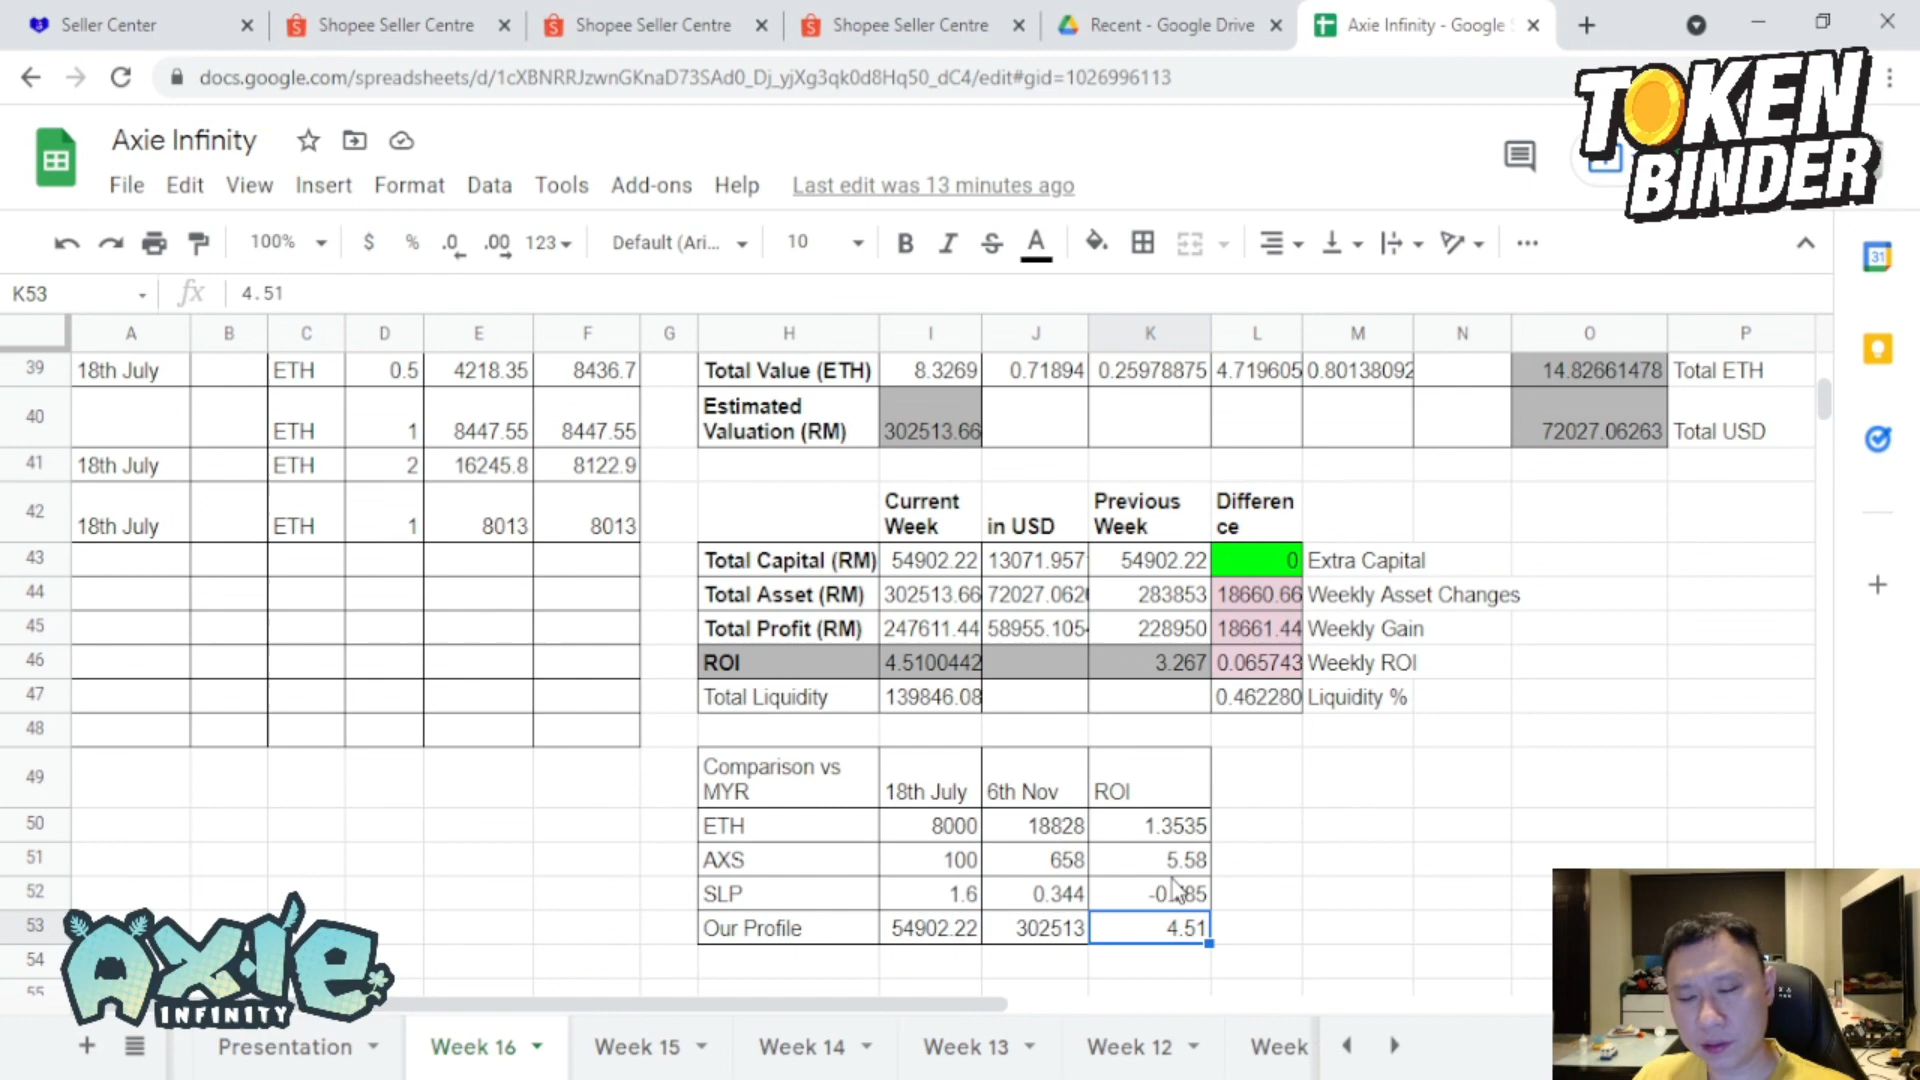 Seller Center
Shopee Seller Centre
Shopee Seller Centre
Shopee Seller Centre
Recent - Google Drive
Axie Infinity - Google
docs.google.com/spreadsheets/d/1cXBNRRJzwnGKnaD73SAd0_Dj_yjXg3qk0d8Hq50_dC4/edit#gid=1026996113
TOKEN
BINDER
Axie Infinity
File Edit View Insert Format Data Tools Add-ons Help Last edit was 13 minutes ago
100% $ % .0 .00 123 Default (Ari... 10 B I S A
31
K53 fx 4.51
A B C D E F G H I J K L M N O P
39 18th July ETH 0.5 4218.35 8436.7 Total Value (ETH) 8.3269 0.71894 0.25978875 4.719605 0.80138092 14.82661478 Total ETH
40 ETH 1 8447.55 8447.55 Estimated Valuation (RM) 302513.66 72027.06263 Total USD
41 18th July ETH 2 16245.8 8122.9
42 18th July ETH 1 8013 8013 Current Week in USD Previous Week Differen ce
43 Total Capital (RM) 54902.22 13071.957 54902.22 0 Extra Capital
44 Total Asset (RM) 302513.66 72027.062 283853 18660.66 Weekly Asset Changes
45 Total Profit (RM) 247611.44 58955.105 228950 18661.44 Weekly Gain
46 ROI 4.5100442 3.267 0.065743 Weekly ROI
47 Total Liquidity 139846.08 0.462280 Liquidity %
48
49 Comparison vs MYR 18th July 6th Nov ROI
50 ETH 8000 18828 1.3535
51 AXS 100 658 5.58
52 SLP 1.6 0.344
53 Our Profile 54902.22 302513 4.51
54
55
Axie
INFINITY
Presentation Week 16 Week 15 Week 14 Week 13 Week 12 Week